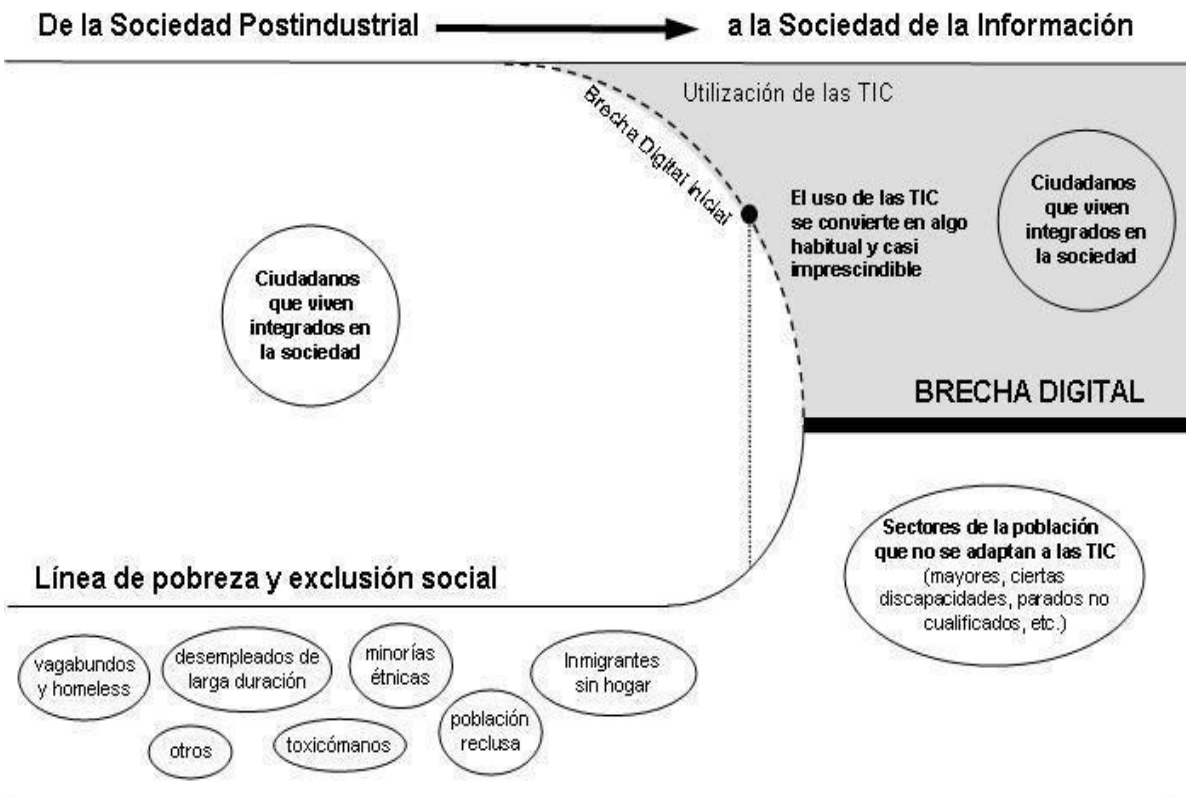 De la Sociedad Postindustrial
a la Sociedad de la Información
Utilización de las TIC
Brecha Digital Inicial
El uso de las TIC
se convierte en algo
habitual y casi
imprescindible
Ciudadanos
que viven
integrados en
la sociedad
Ciudadanos
que viven
integrados en
la sociedad
BRECHA DIGITAL
Sectores de la población
que no se adaptan a las TIC
(mayores, ciertas
discapacidades, parados no
cualificados, etc.)
Línea de pobreza y exclusión social
vagabundos
y homeless
desempleados de
larga duración
minorías
étnicas
Inmigrantes
sin hogar
otros
toxicómanos
población
reclusa